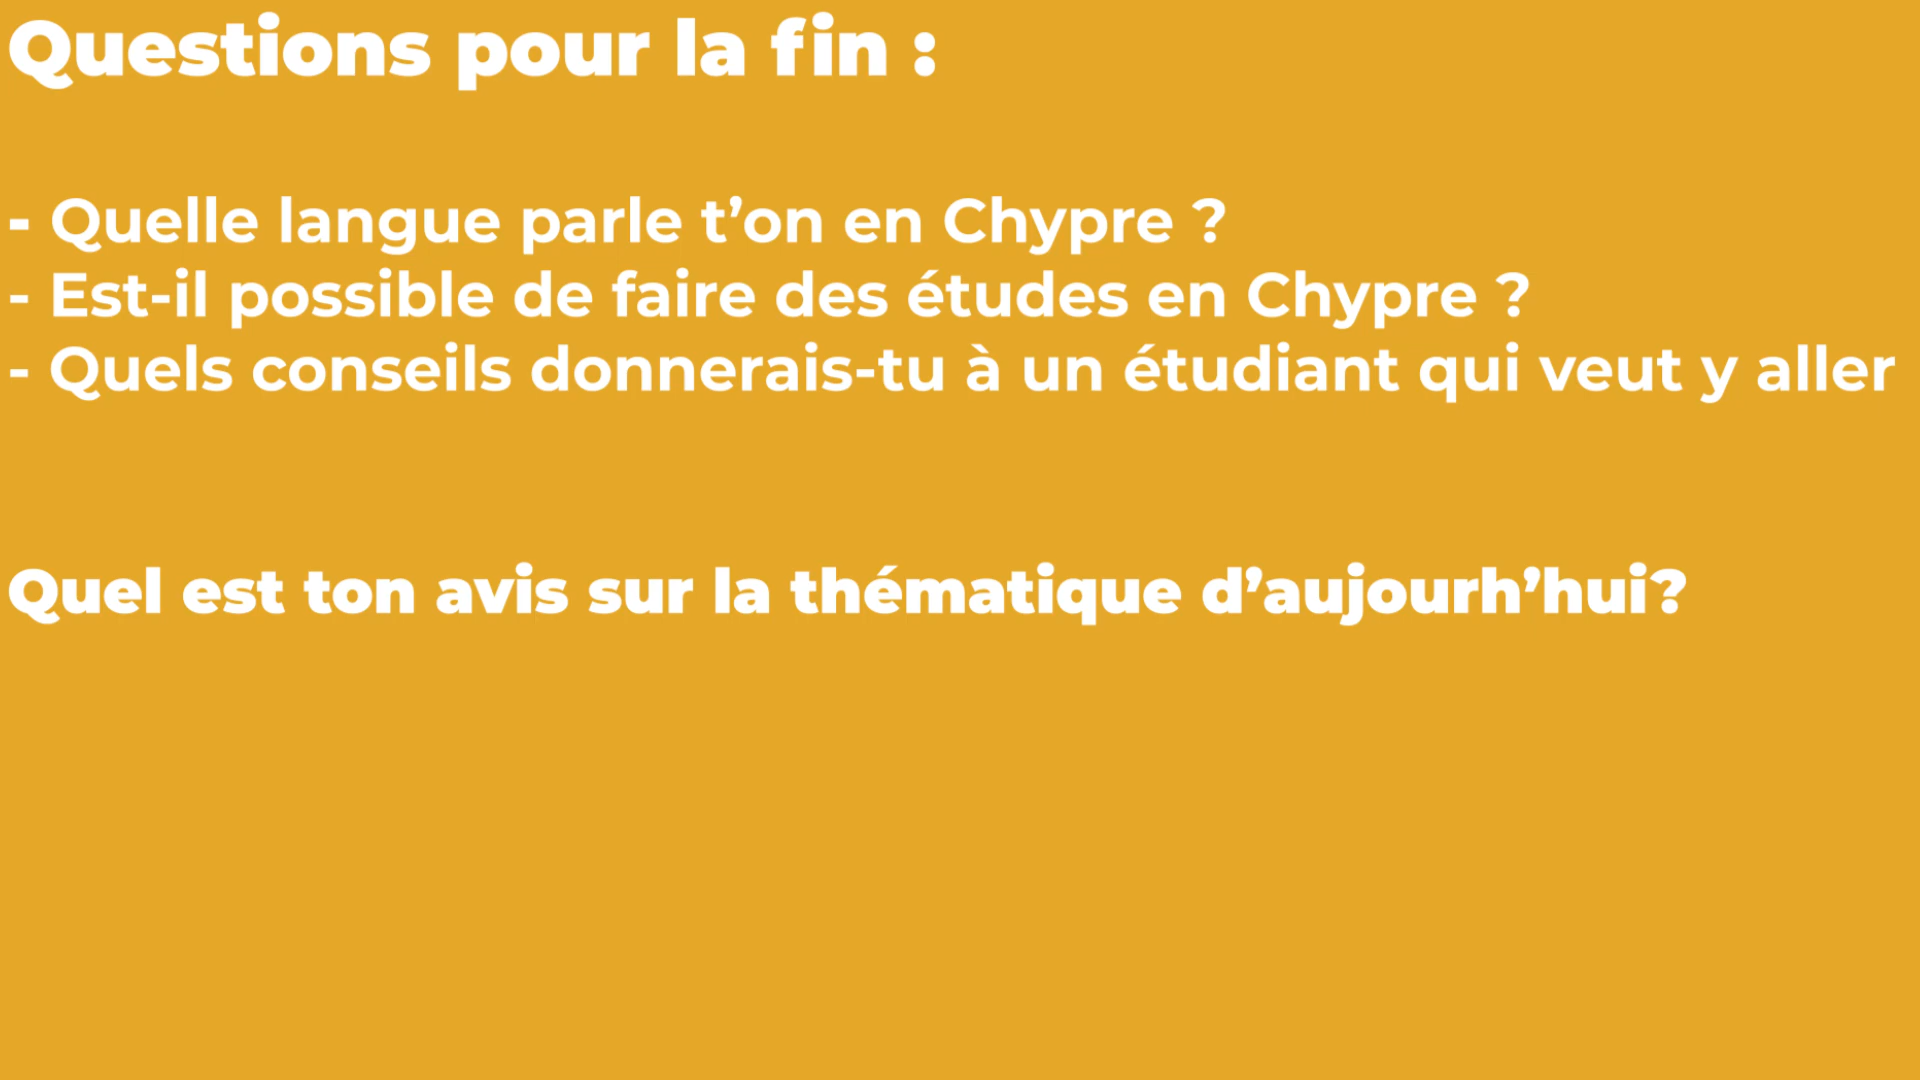 Questions pour la fin :
- Quelle langue parle t’on en Chypre ?
- Est-il possible de faire des études en Chypre ?
- Quels conseils donnerais-tu à un étudiant qui veut y aller
Quel est ton avis sur la thématique d’aujourh’hui?